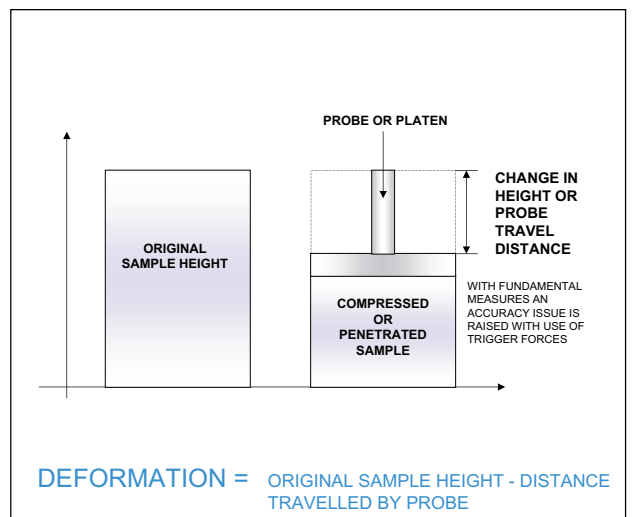 PROBE OR PLATEN
CHANGE IN
HEIGHT OR
PROBE
TRAVEL
DISTANCE
ORIGINAL
SAMPLE HEIGHT
WITH FUNDAMENTAL
MEASURES AN
ACCURACY ISSUE IS
RAISED WITH USE OF
TRIGGER FORCES
COMPRESSED
OR
PENETRATED
SAMPLE
DEFORMATION = ORIGINAL SAMPLE HEIGHT - DISTANCE
TRAVELLED BY PROBE